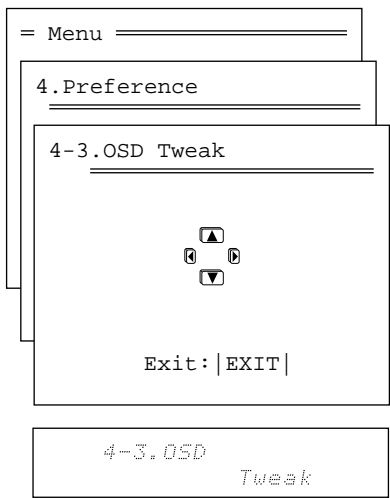 = Menu
4.Preference
4-3.OSD Tweak
Exit:|EXIT|
4-3.OSD
Tweak